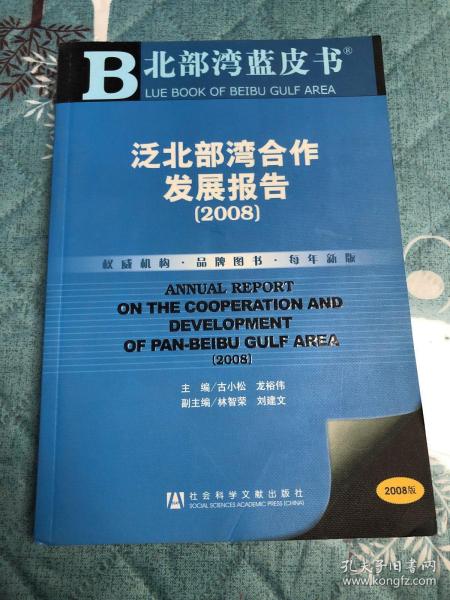 B 北部湾蓝皮书®
LUE BOOK OF BEIBU GULF AREA
泛北部湾合作
发展报告
(2008)
权威机构·品牌图书·每年新版
ANNUAL REPORT
ON THE COOPERATION AND
DEVELOPMENT
OF PAN-BEIBU GULF AREA
(2008)
主 编/古小松 龙裕伟
副主编/林智荣 刘建文
社会科学文献出版社
SOCIAL SCIENCES ACADEMIC PRESS (CHINA)
2008版
孔夫子旧书网
www.kongfz.com